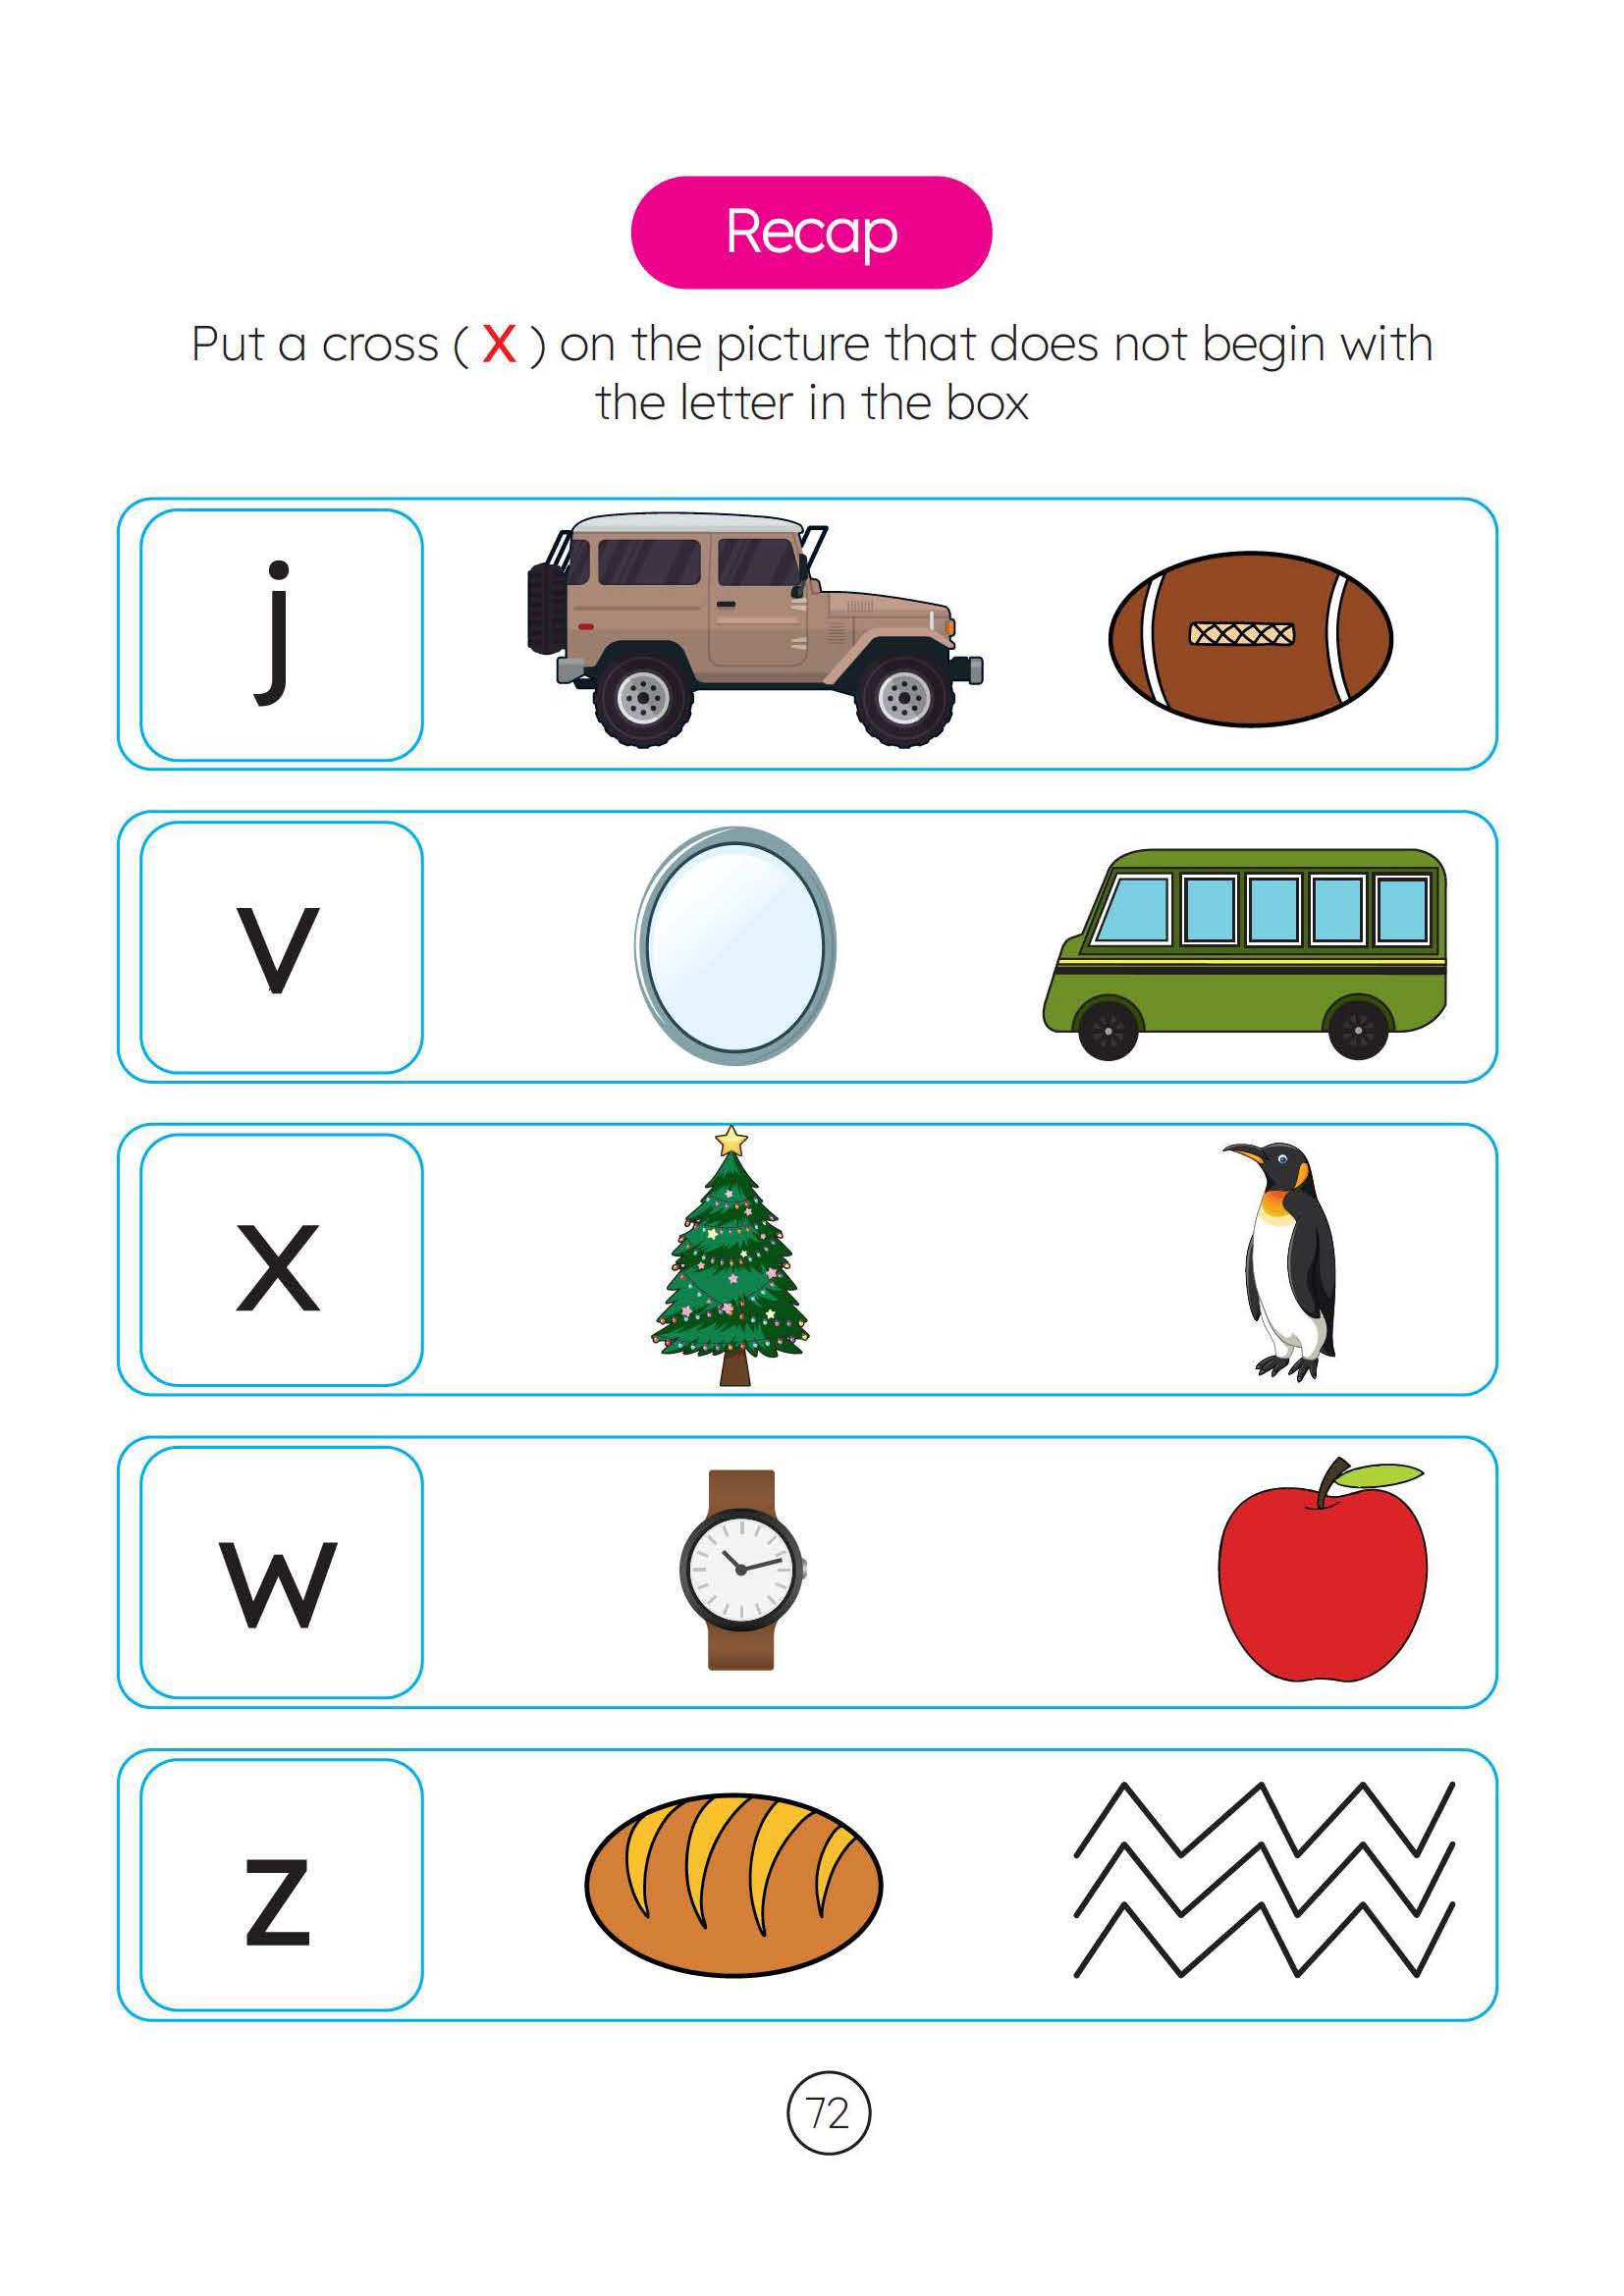 Recap
Put a cross ( X ) on the picture that does not begin with
the letter in the box
j
v
x
w
z
72